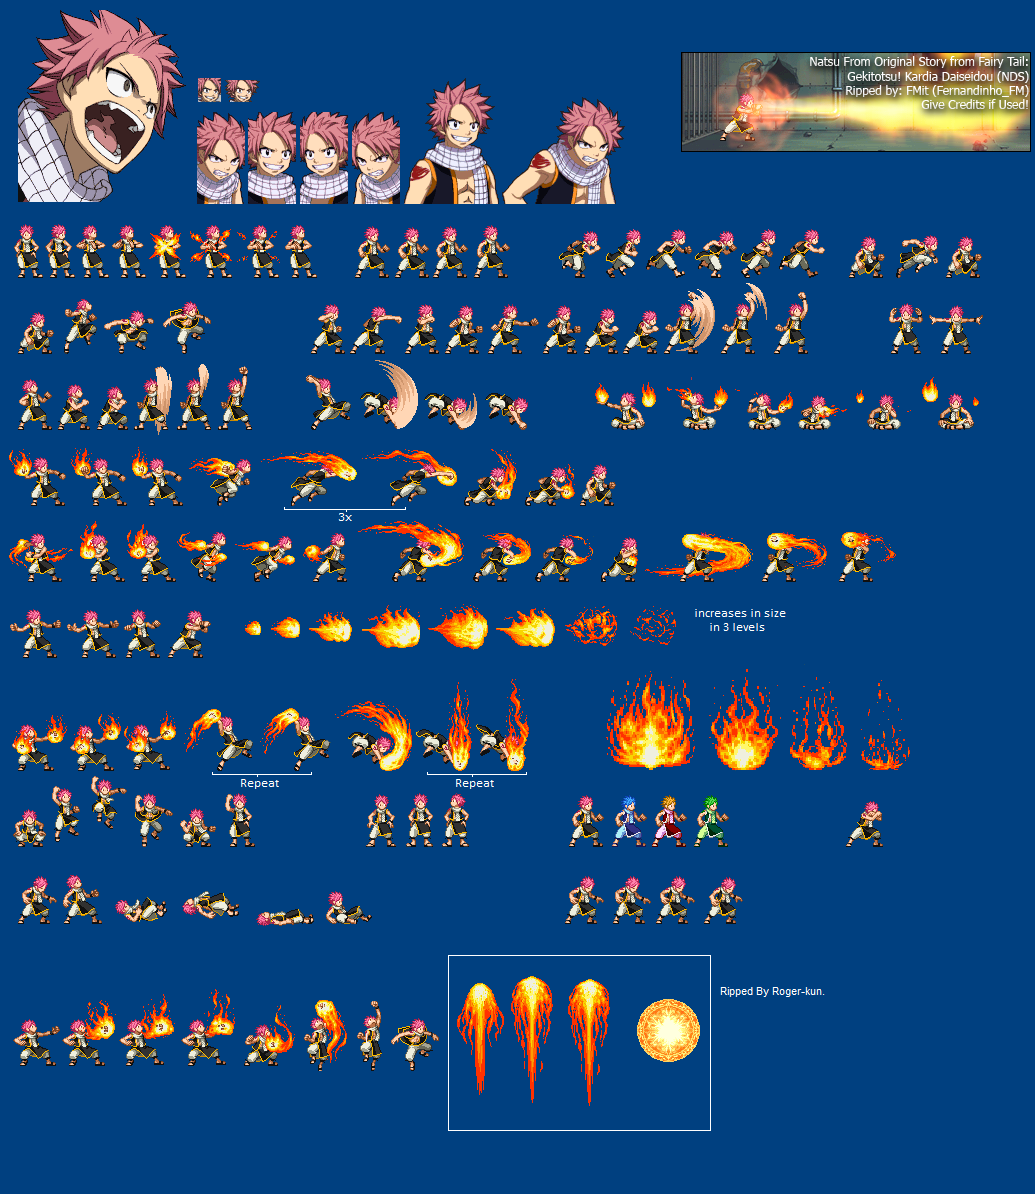 Natsu From Original Story from Fairy Tail:
Gekitotsu! Kardia Daiseidou (NDS)
Ripped by: FMit (Fernandinho_FM)
Give Credits if Used!
3x
increases in size
in 3 levels
Repeat
Repeat
Ripped By Roger-kun.